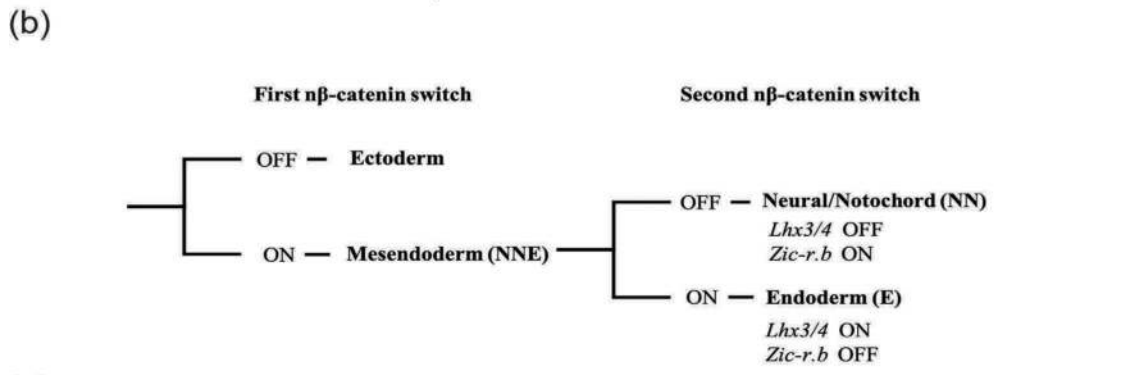 (b)
First nβ-catenin switch
Second nβ-catenin switch
OFF – Ectoderm
ON – Mesendoderm (NNE)
OFF – Neural/Notochord (NN)
Lhx3/4 OFF
Zic-r.b ON
ON – Endoderm (E)
Lhx3/4 ON
Zic-r.b OFF